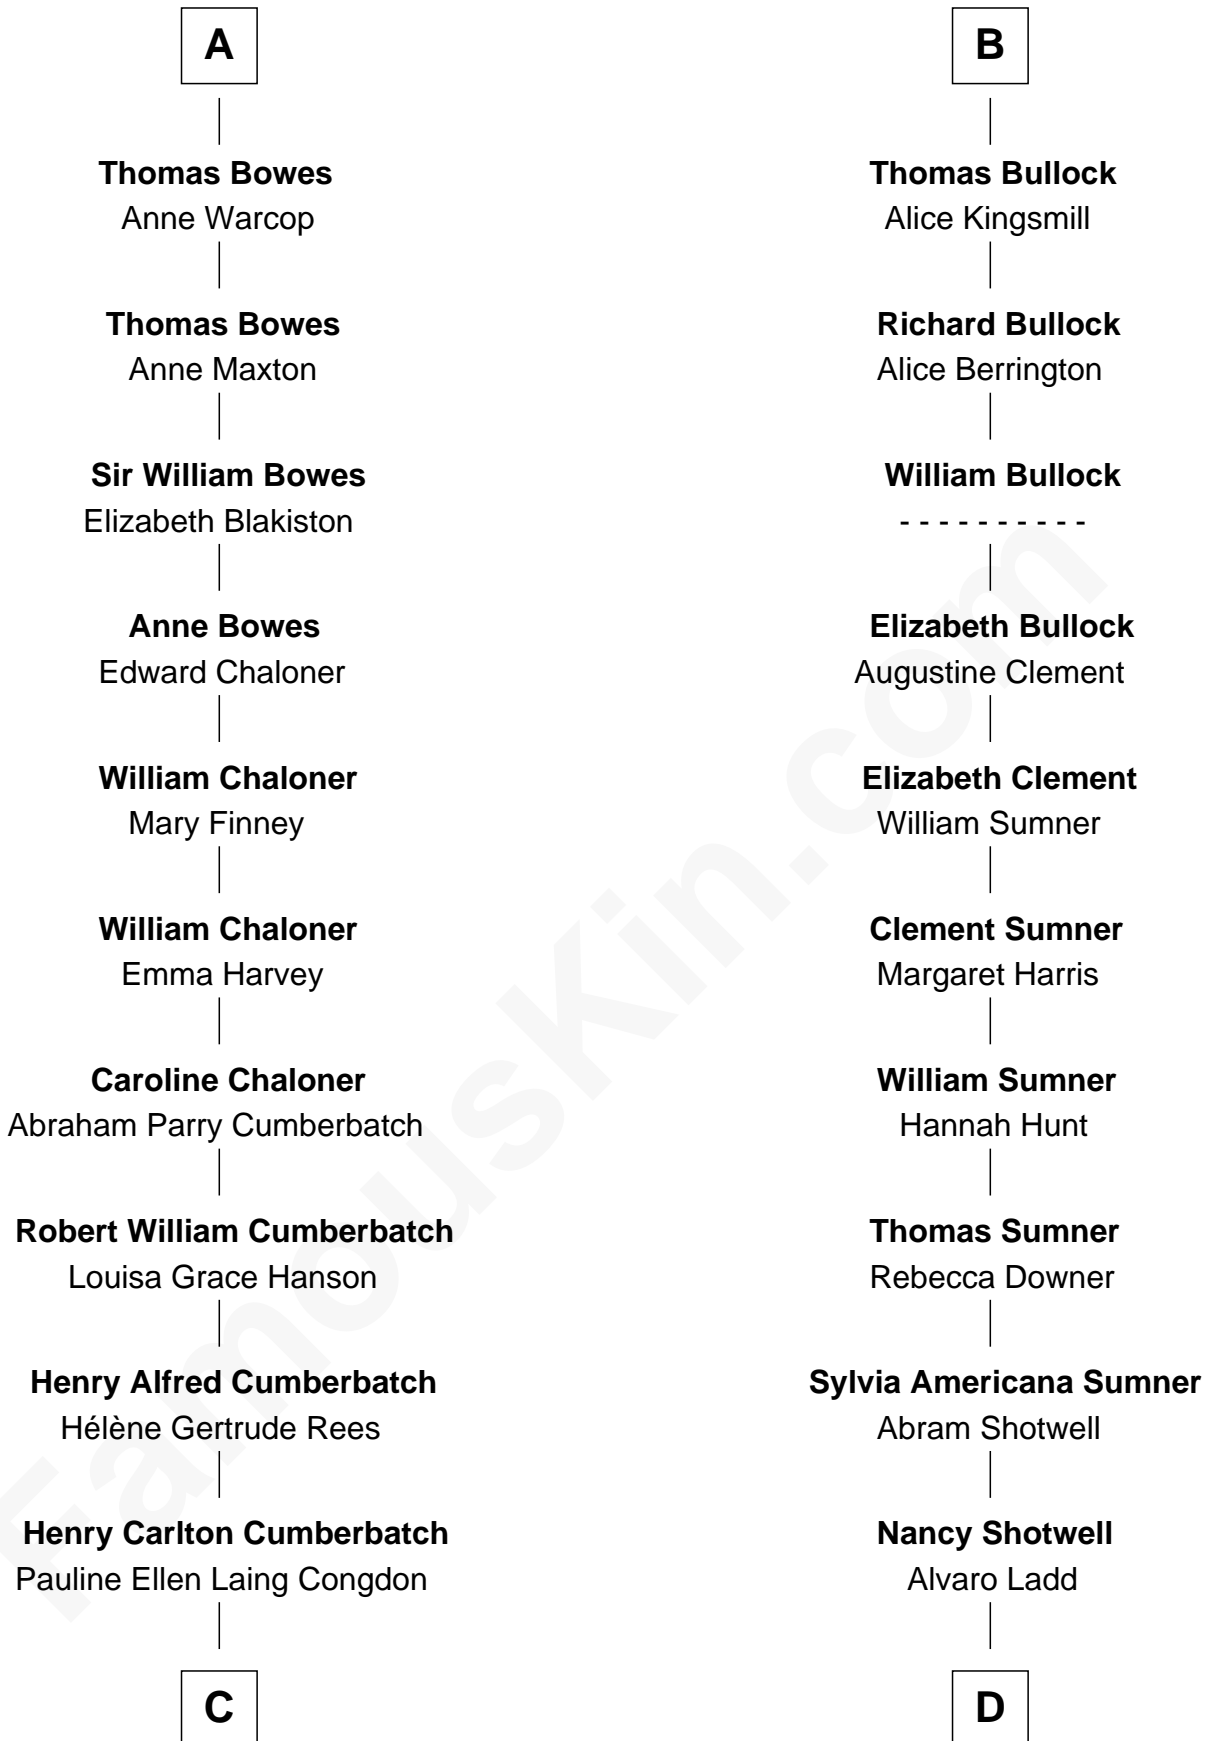 A
Thomas Bowes
Anne Warcop
Thomas Bowes
Anne Maxton
Sir William Bowes
Elizabeth Blakiston
Anne Bowes
Edward Chaloner
William Chaloner
Mary Finney
William Chaloner
Emma Harvey
Caroline Chaloner
Abraham Parry Cumberbatch
Robert William Cumberbatch
Louisa Grace Hanson
Henry Alfred Cumberbatch
Hélène Gertrude Rees
Henry Carlton Cumberbatch
Pauline Ellen Laing Congdon
C
B
Thomas Bullock
Alice Kingsmill
Richard Bullock
Alice Berrington
William Bullock
- - - - - - - - - -
Elizabeth Bullock
Augustine Clement
Elizabeth Clement
William Sumner
Clement Sumner
Margaret Harris
William Sumner
Hannah Hunt
Thomas Sumner
Rebecca Downer
Sylvia Americana Sumner
Abram Shotwell
Nancy Shotwell
Alvaro Ladd
D
FamousKin.com